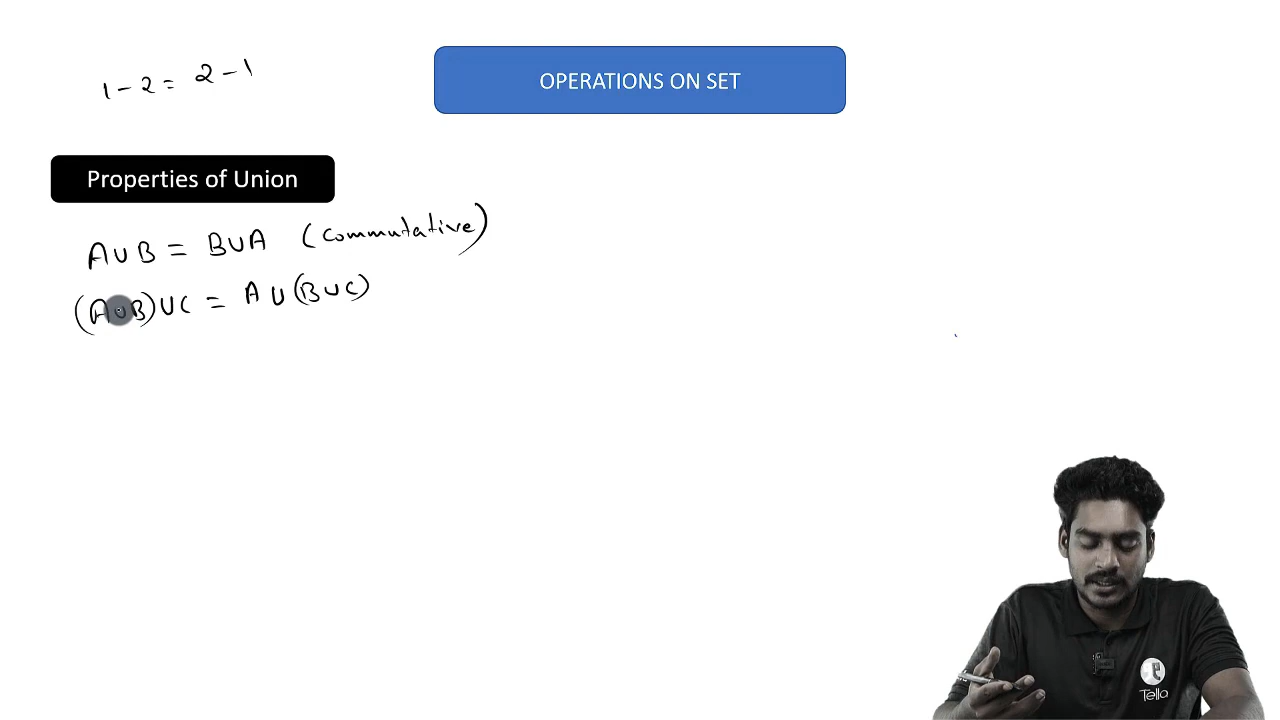 1 - 2 = 2 - 1
OPERATIONS ON SET
Properties of Union
A∪B = B∪A (commutative)
(A∪B)∪C = A∪(B∪C)
Tella